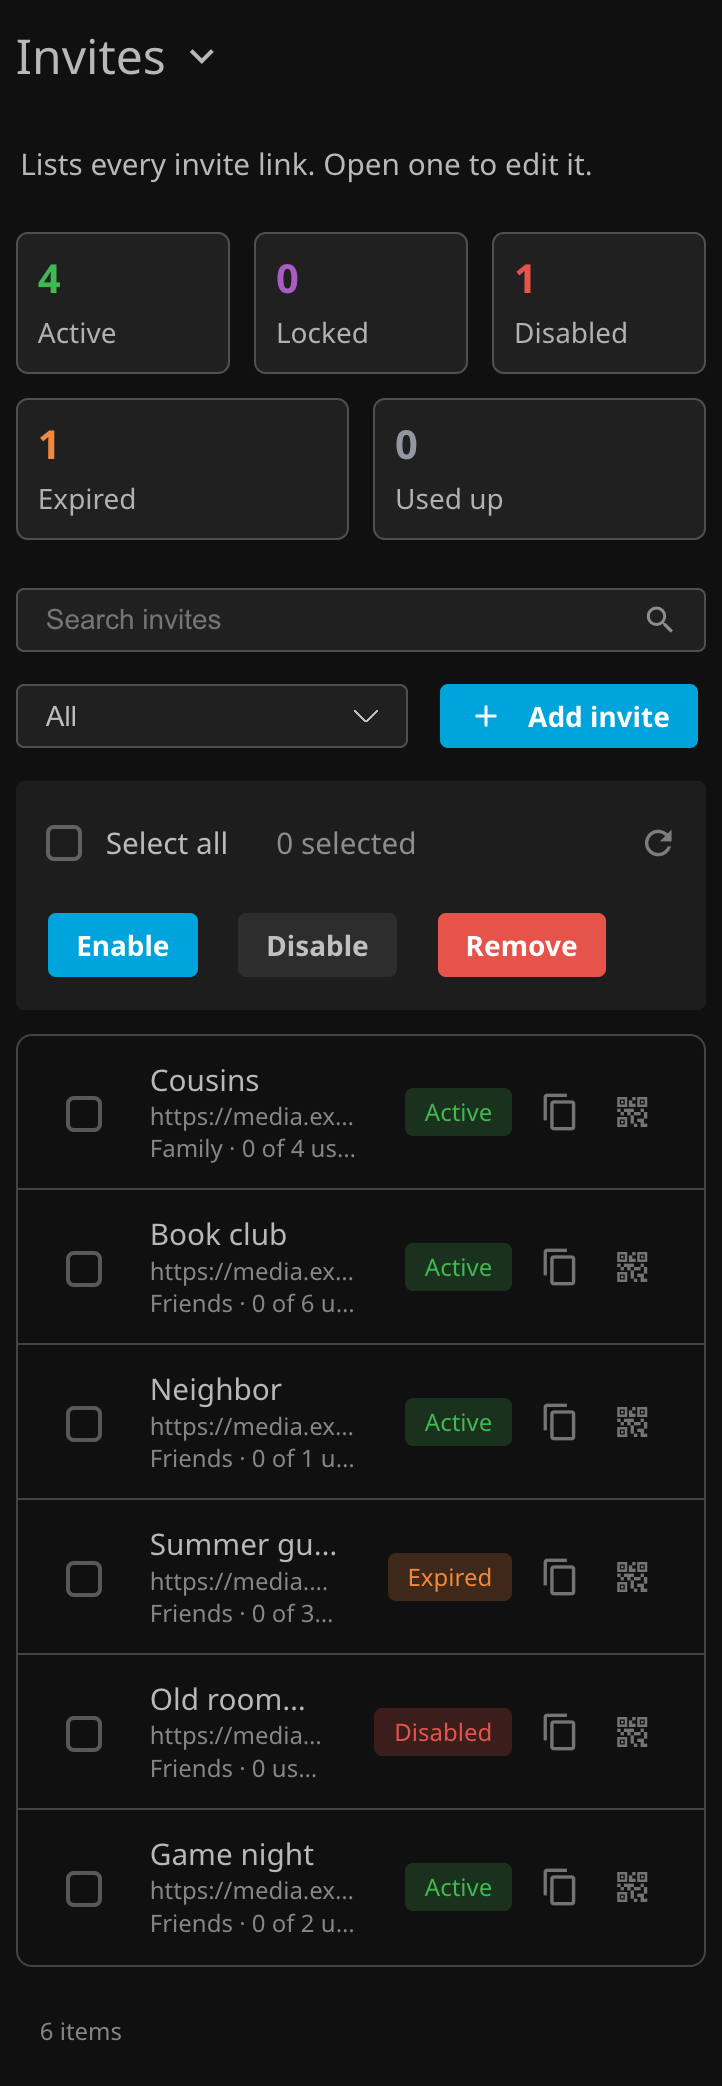 Invites
Lists every invite link. Open one to edit it.
4
Active
0
Locked
1
Disabled
1
Expired
0
Used up
Search invites
All
Add invite
Select all
0 selected
Enable
Disable
Remove
Cousins
https://media.ex...
Family · 0 of 4 us...
Active
Book club
https://media.ex...
Friends · 0 of 6 u...
Active
Neighbor
https://media.ex...
Friends · 0 of 1 u...
Active
Summer gu...
https://media....
Friends · 0 of 3...
Expired
Old room...
https://media...
Friends · 0 us...
Disabled
Game night
https://media.ex...
Friends · 0 of 2 u...
Active
6 items